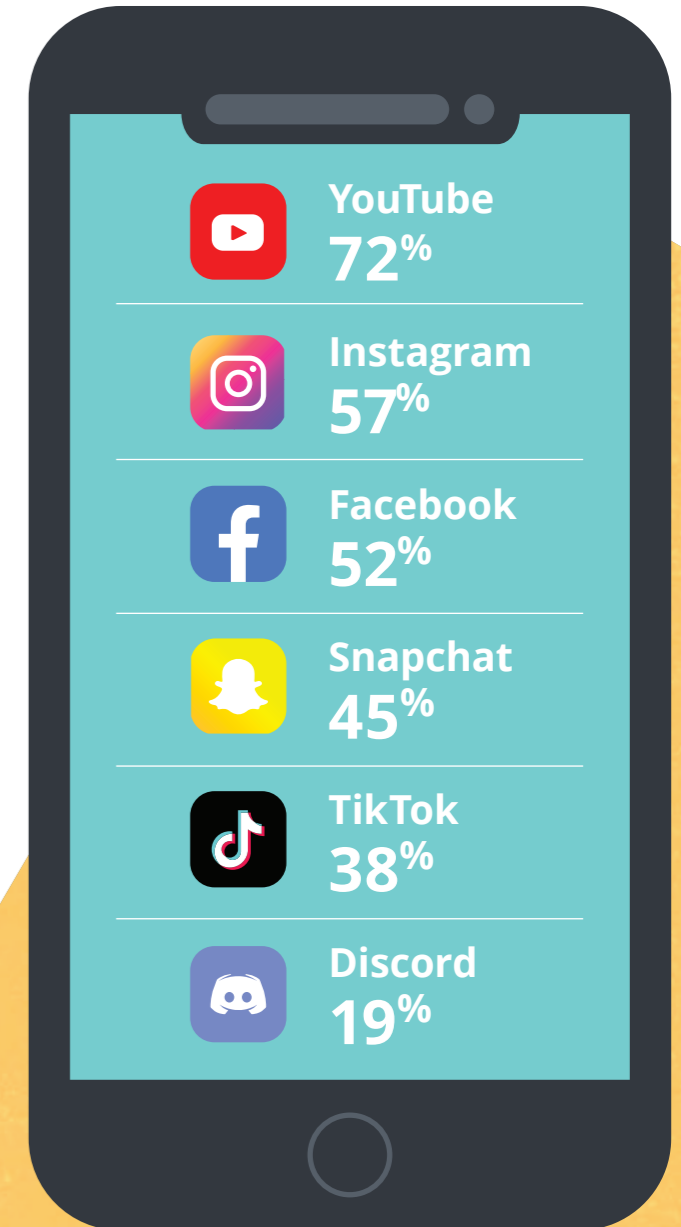 YouTube
72%
Instagram
57%
Facebook
52%
Snapchat
45%
TikTok
38%
Discord
19%